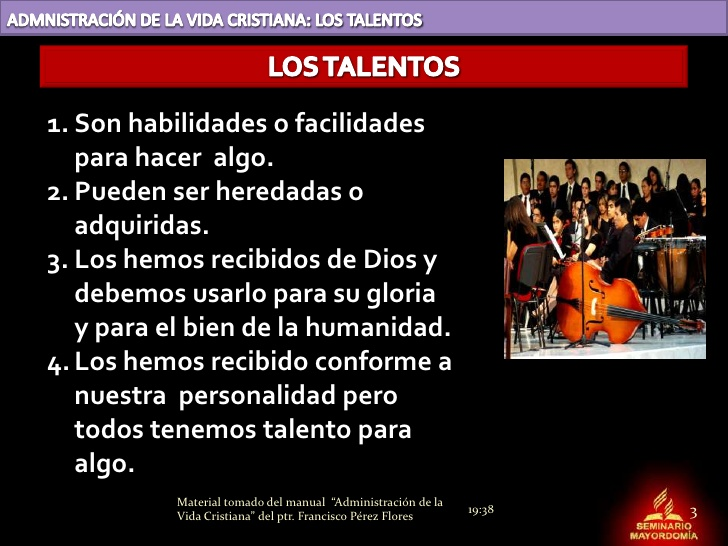 ADMNISTRACIÓN DE LA VIDA CRISTIANA: LOS TALENTOS
LOS TALENTOS
1. Son habilidades o facilidades
para hacer algo.
2. Pueden ser heredadas o
adquiridas.
3. Los hemos recibidos de Dios y
debemos usarlo para su gloria
y para el bien de la humanidad.
4. Los hemos recibido conforme a
nuestra personalidad pero
todos tenemos talento para
algo.
Material tomado del manual “Administración de la
Vida Cristiana” del ptr. Francisco Pérez Flores
19:38
3
SEMINARIO
MAYORDOMÍA